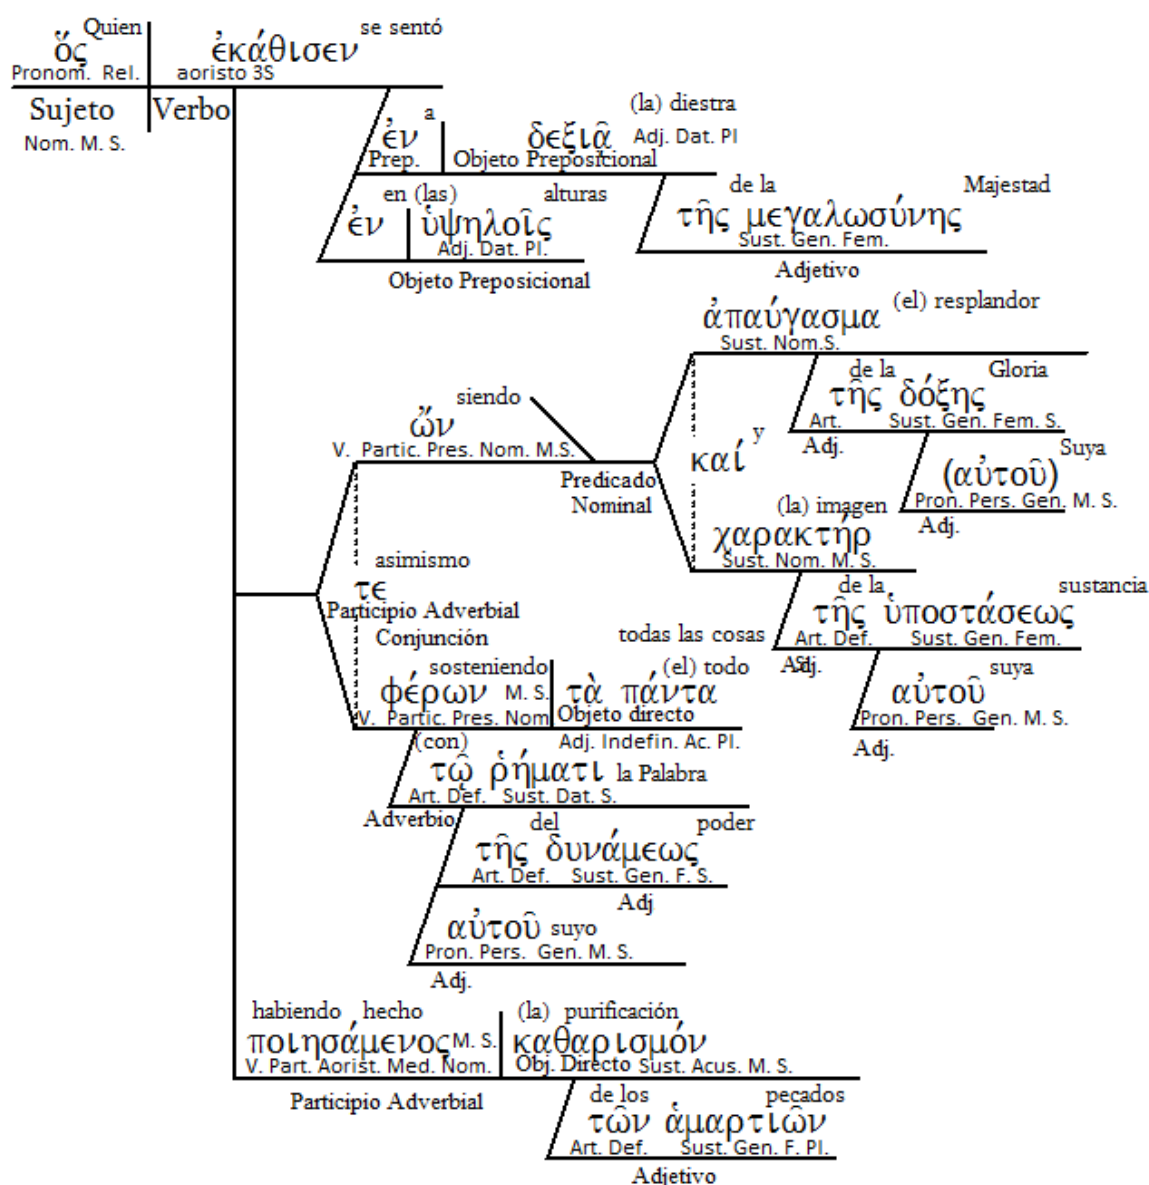 Quien se sentó
ὅς ἐκάθισεν
Pronom. Rel. aoristo 3S
Sujeto Verbo
Nom. M. S.
a (la) diestra
ἐν δεξιᾷ Adj. Dat. Pl
Prep. Objeto Preposicional
en (las) alturas
ἐν ὑψηλοῖς
Adj. Dat. Pl.
Objeto Preposicional
de la Majestad
τῆς μεγαλωσύνης
Sust. Gen. Fem.
Adjetivo
ἀπαύγασμα (el) resplandor
Sust. Nom.S.
de la Gloria
τῆς δόξης
Art. Sust. Gen. Fem. S.
Adj.
Suya
(αὐτοῦ)
Pron. Pers. Gen. M. S.
Adj.
siendo
ὤν
V. Partic. Pres. Nom. M.S.
Predicado
Nominal
καί y
(la) imagen
χαρακτήρ
Sust. Nom. M. S.
de la sustancia
τῆς ὑποστάσεως
Art. Def. Sust. Gen. Fem.
S.
Adj.
suya
αὐτοῦ
Pron. Pers. Gen. M. S.
Adj.
asimismo
τε
Participio Adverbial
Conjunción
todas las cosas
sosteniendo (el) todo
φέρων M. S. τὰ πάντα
V. Partic. Pres. Nom Objeto directo
Adj. Indefin. Ac. Pl.
(con)
τῷ ῥήματι la Palabra
Art. Def. Sust. Dat. S.
Adverbio
del poder
τῆς δυνάμεως
Art. Def. Sust. Gen. F. S.
Adj
αὐτοῦ suyo
Pron. Pers. Gen. M. S.
Adj.
habiendo hecho (la) purificación
ποιησάμενος M. S. καθαρισμόν
V. Part. Aorist. Med. Nom. Obj. Directo Sust. Acus. M. S.
Participio Adverbial
de los pecados
τῶν ἁμαρτιῶν
Art. Def. Sust. Gen. F. Pl.
Adjetivo